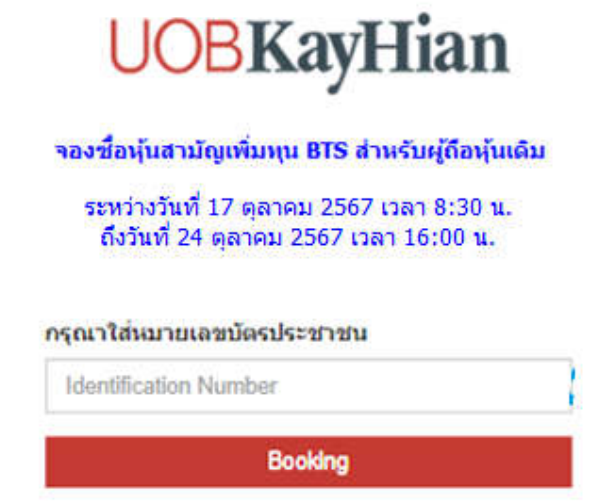 UOBKayHian
จองซื้อหุ้นสามัญเพิ่มทุน BTS สำหรับผู้ถือหุ้นเดิม
ระหว่างวันที่ 17 ตุลาคม 2567 เวลา 8:30 น.
ถึงวันที่ 24 ตุลาคม 2567 เวลา 16:00 น.
กรุณาใส่หมายเลขบัตรประชาชน
Identification Number
Booking